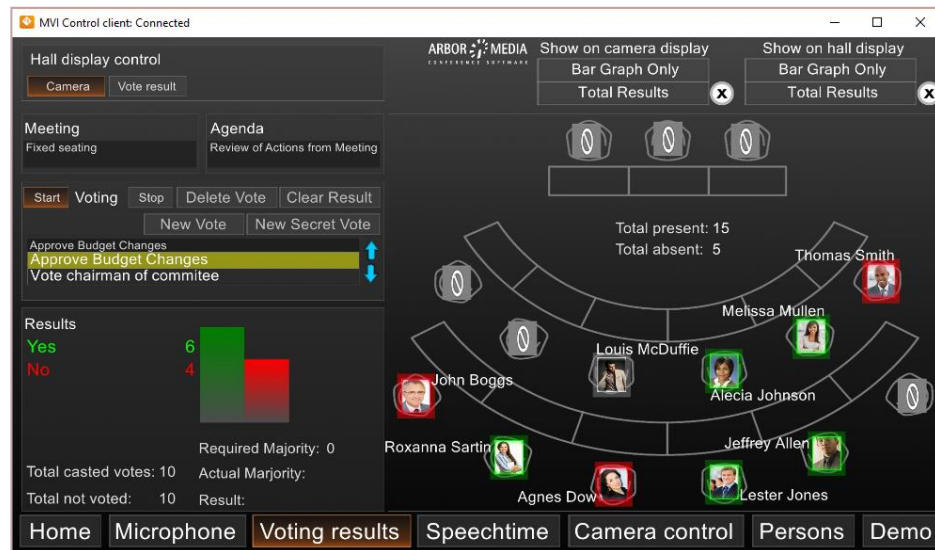 MVI Control client: Connected
Hall display control
Camera
Vote result
ARBOR MEDIA
CONFERENCE SOFTWARE
Show on camera display
Bar Graph Only
Total Results
X
Show on hall display
Bar Graph Only
Total Results
X
Meeting
Fixed seating
Agenda
Review of Actions from Meeting
Start
Voting
Stop
Delete Vote
Clear Result
New Vote
New Secret Vote
Approve Budget Changes
Approve Budget Changes
Vote chairman of commitee
Total present: 15
Total absent: 5
Thomas Smith
Melissa Mullen
Louis McDuffie
Alecia Johnson
John Boggs
Roxanna Sartin
Jeffrey Allen
Agnes Dow
Lester Jones
Results
Yes 6
No 4
Required Majority: 0
Total casted votes: 10
Actual Marjority:
Total not voted: 10
Result:
Home
Microphone
Voting results
Speechtime
Camera control
Persons
Demo